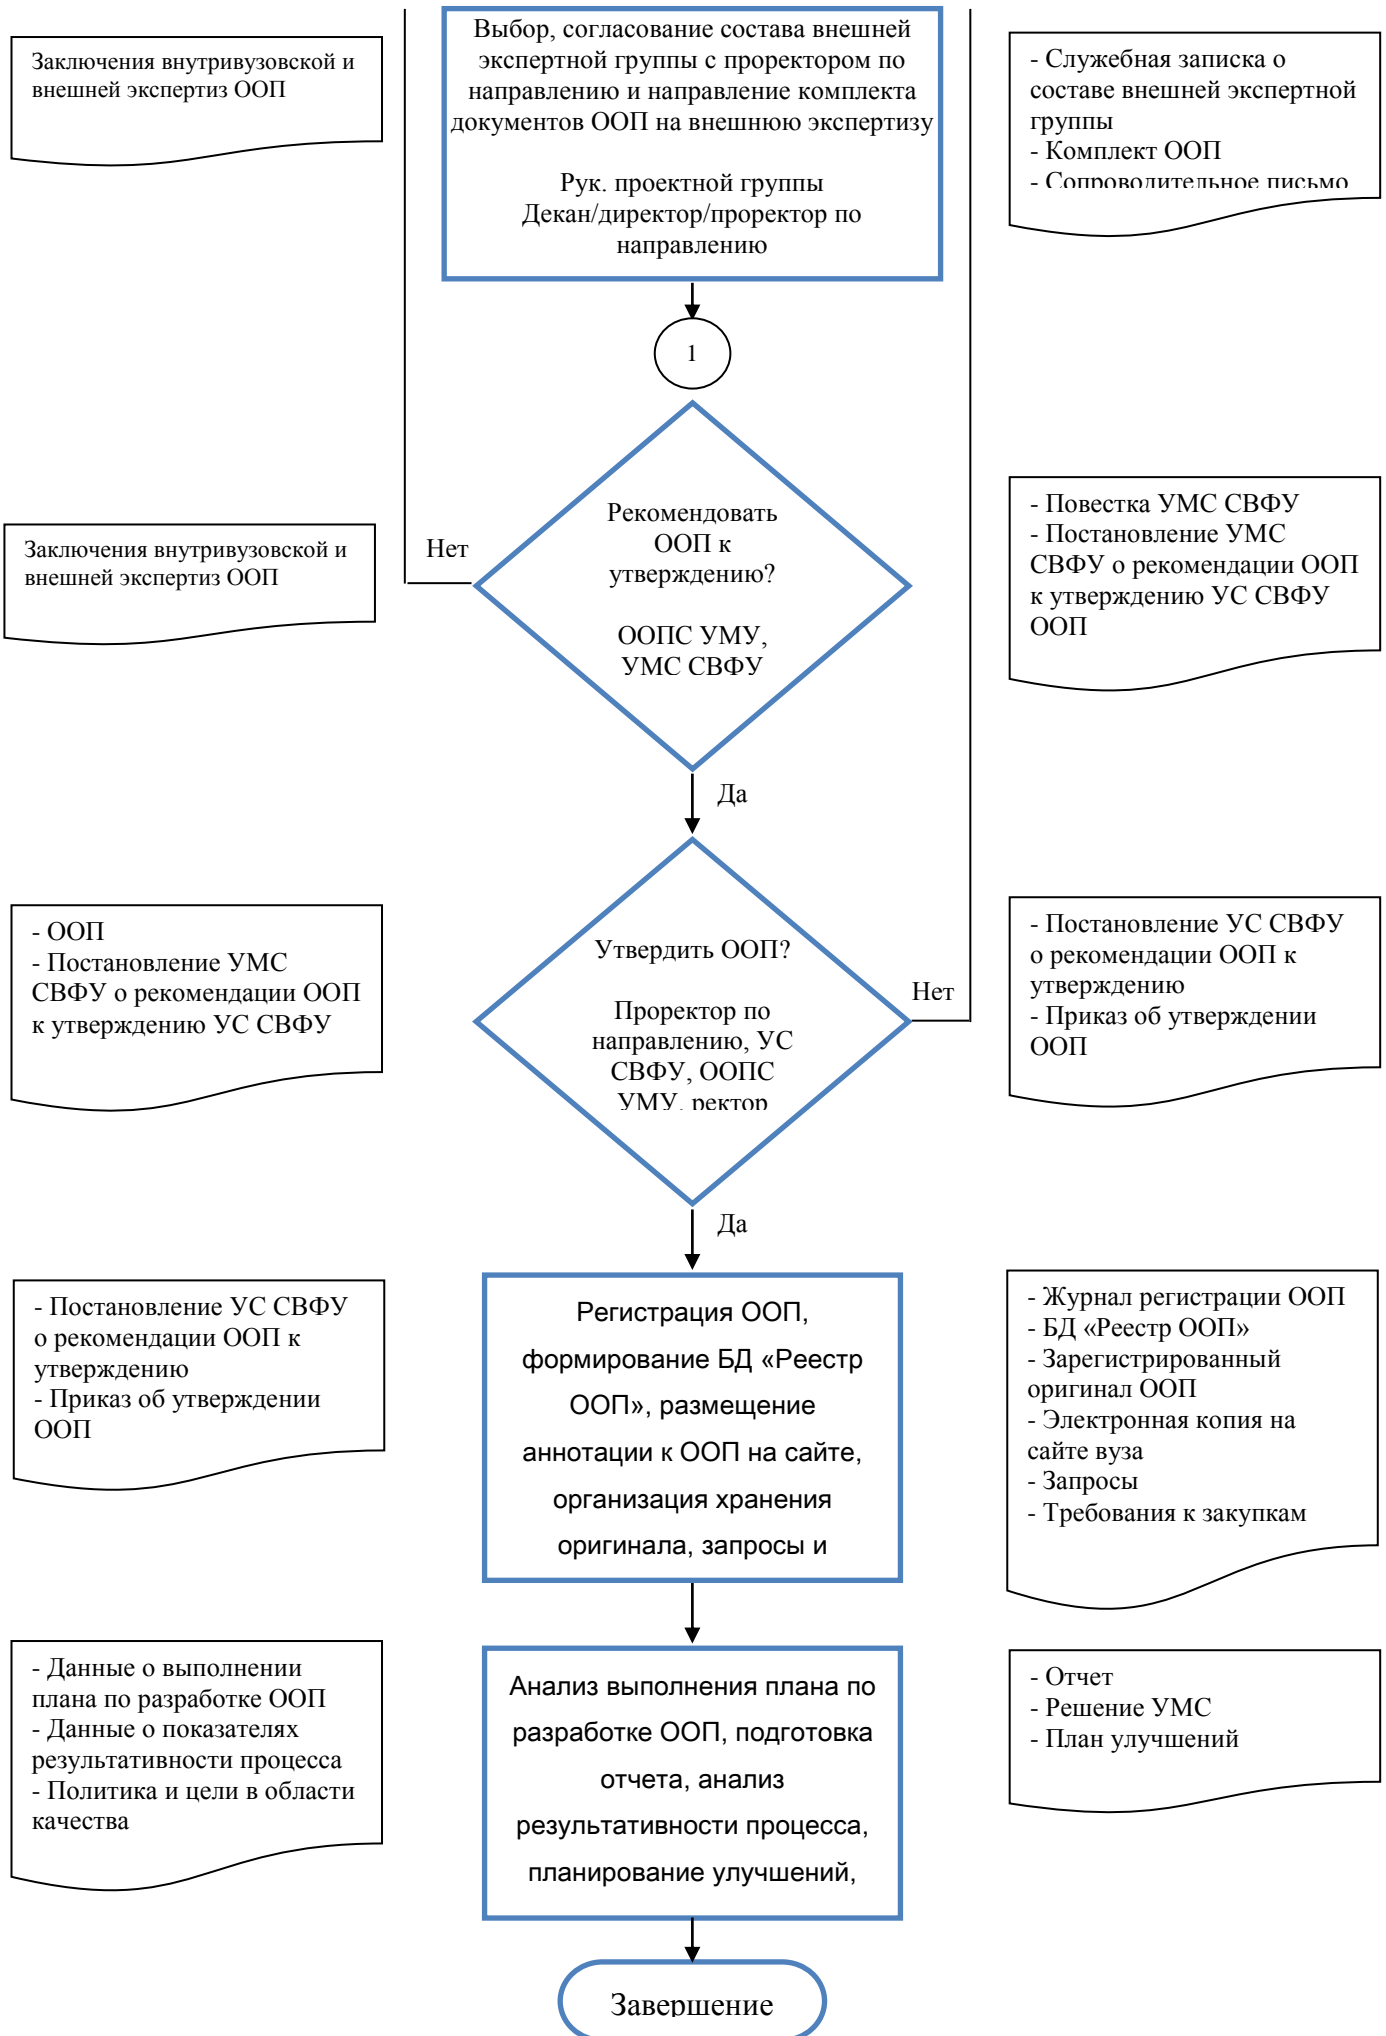 Заключения внутривузовской и
внешней экспертиз ООП
Выбор, согласование состава внешней
экспертной группы с проректором по
направлению и направление комплекта
документов ООП на внешнюю экспертизу
Рук. проектной группы
Декан/директор/проректор по
направлению
- Служебная записка о
составе внешней экспертной
группы
- Комплект ООП
- Сопроводительное письмо
1
Заключения внутривузовской и
внешней экспертиз ООП
Нет
Рекомендовать
ООП к
утверждению?
ООПС УМУ,
УМС СВФУ
- Повестка УМС СВФУ
- Постановление УМС
СВФУ о рекомендации ООП
к утверждению УС СВФУ
ООП
Да
- ООП
- Постановление УМС
СВФУ о рекомендации ООП
к утверждению УС СВФУ
Утвердить ООП?
Проректор по
направлению, УС
СВФУ, ООПС
УМУ, ректор
Нет
- Постановление УС СВФУ
о рекомендации ООП к
утверждению
- Приказ об утверждении
ООП
Да
- Постановление УС СВФУ
о рекомендации ООП к
утверждению
- Приказ об утверждении
ООП
Регистрация ООП,
формирование БД «Реестр
ООП», размещение
аннотации к ООП на сайте,
организация хранения
оригинала, запросы и
- Журнал регистрации ООП
- БД «Реестр ООП»
- Зарегистрированный
оригинал ООП
- Электронная копия на
сайте вуза
- Запросы
- Требования к закупкам
- Данные о выполнении
плана по разработке ООП
- Данные о показателях
результативности процесса
- Политика и цели в области
качества
Анализ выполнения плана по
разработке ООП, подготовка
отчета, анализ
результативности процесса,
планирование улучшений,
- Отчет
- Решение УМС
- План улучшений
Завершение